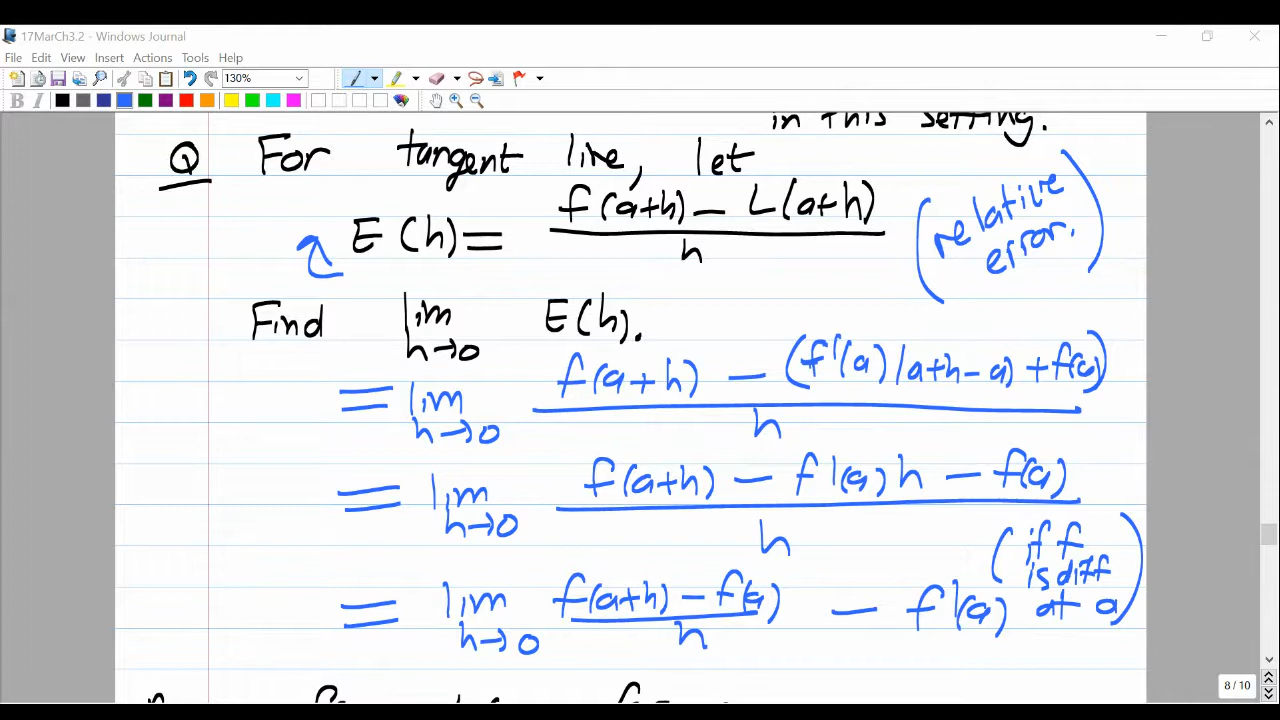 17MarCh3.2 - Windows Journal
File Edit View Insert Actions Tools Help
130%
B I
in this setting.
Q For tangent line, let
E(h) = f(a+h) - L(a+h) / h (relative error.)
Find lim h→0 E(h).
= lim h→0 f(a+h) - (f'(a)(a+h-a) + f(a)) / h
= lim h→0 f(a+h) - f'(a)h - f(a) / h
= lim h→0 f(a+h) - f(a) / h - f'(a) (if f is diff at a)
8 / 10